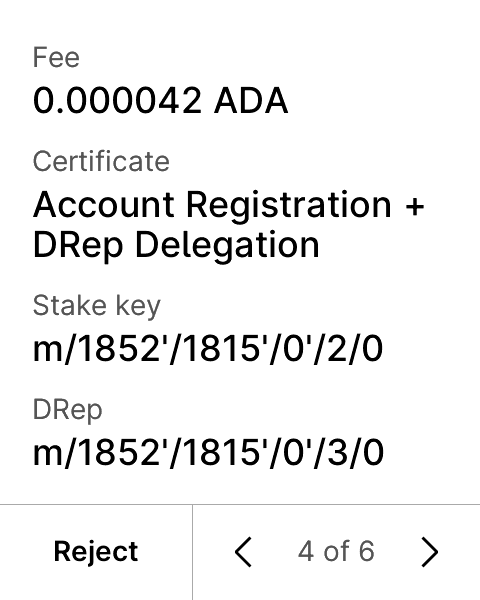 Fee
0.000042 ADA
Certificate
Account Registration +
DRep Delegation
Stake key
m/1852'/1815'/0'/2/0
DRep
m/1852'/1815'/0'/3/0
Reject
4 of 6